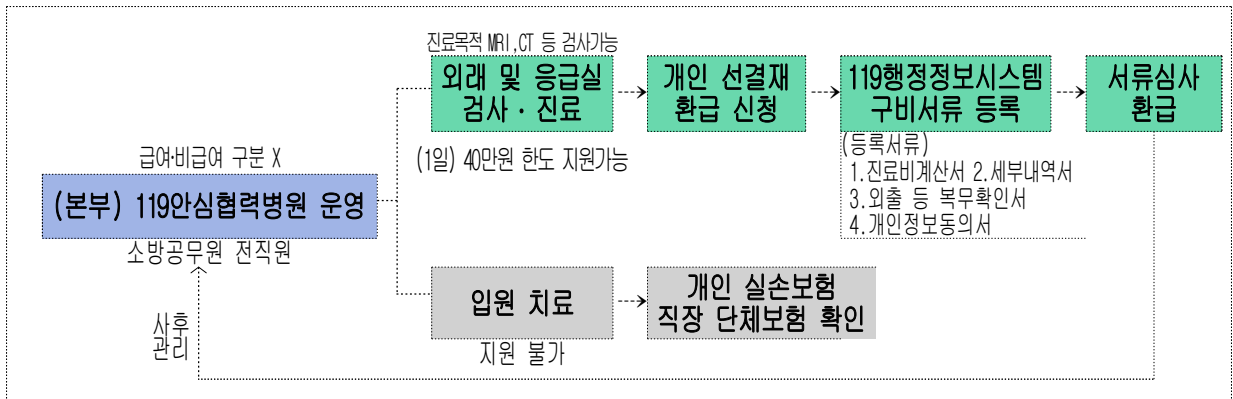 진료목적 MRI,CT 등 검사가능
외래 및 응급실
검사 · 진료
(1일) 40만원 한도 지원가능
개인 선결재
환급 신청
119행정정보시스템
구비서류 등록
(등록서류)
1.진료비계산서 2.세부내역서
3.외출 등 복무확인서
4.개인정보동의서
서류심사
환급
급여·비급여 구분 X
(본부) 119안심협력병원 운영
소방공무원 전직원
입원 치료
지원 불가
개인 실손보험
직장 단체보험 확인
사후
관리